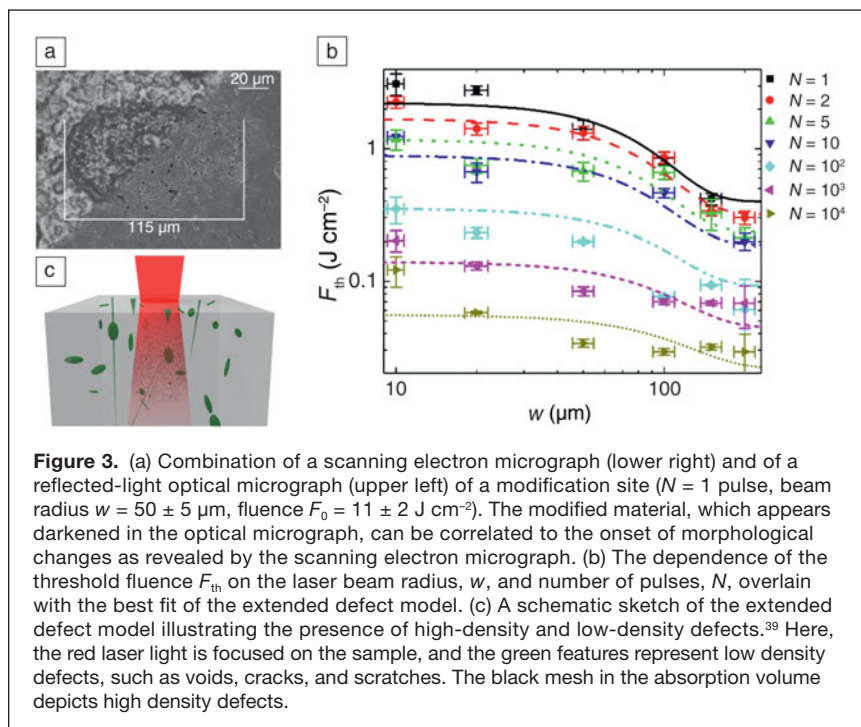 a
20 µm
115 µm
b
F_th (J cm⁻²)
1
0.1
10
100
w (µm)
N = 1
N = 2
N = 5
N = 10
N = 10²
N = 10³
N = 10⁴
c
Figure 3. (a) Combination of a scanning electron micrograph (lower right) and of a
reflected-light optical micrograph (upper left) of a modification site (N = 1 pulse, beam
radius w = 50 ± 5 µm, fluence F₀ = 11 ± 2 J cm⁻²). The modified material, which appears
darkened in the optical micrograph, can be correlated to the onset of morphological
changes as revealed by the scanning electron micrograph. (b) The dependence of the
threshold fluence F_th on the laser beam radius, w, and number of pulses, N, overlain
with the best fit of the extended defect model. (c) A schematic sketch of the extended
defect model illustrating the presence of high-density and low-density defects.³⁹ Here,
the red laser light is focused on the sample, and the green features represent low density
defects, such as voids, cracks, and scratches. The black mesh in the absorption volume
depicts high density defects.